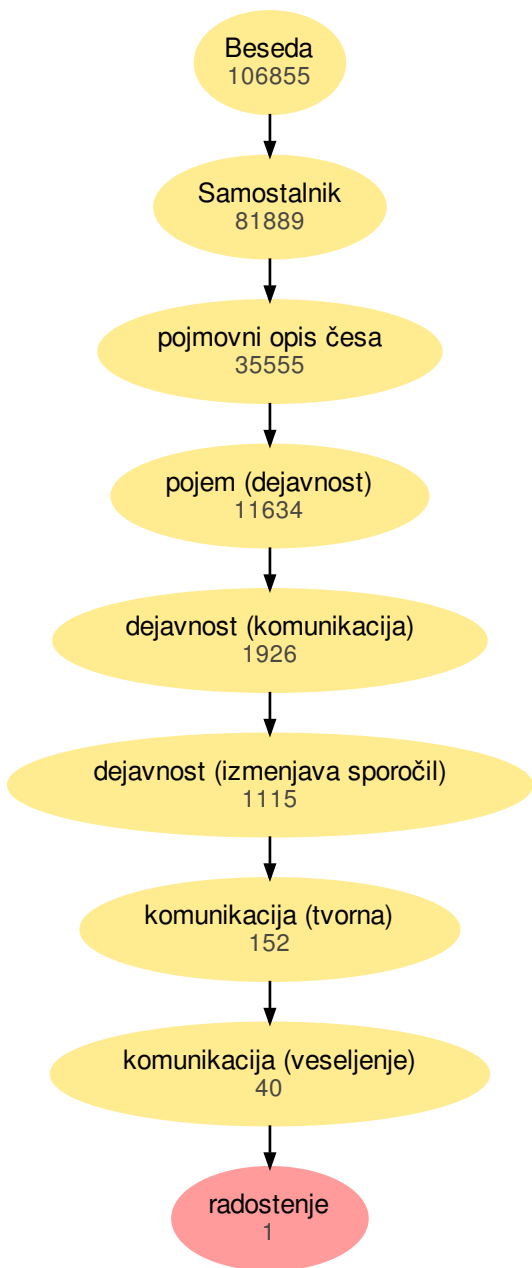 Beseda
106855
Samostalnik
81889
pojmovni opis česa
35555
pojem (dejavnost)
11634
dejavnost (komunikacija)
1926
dejavnost (izmenjava sporočil)
1115
komunikacija (tvorna)
152
komunikacija (veseljenje)
40
radostenje
1